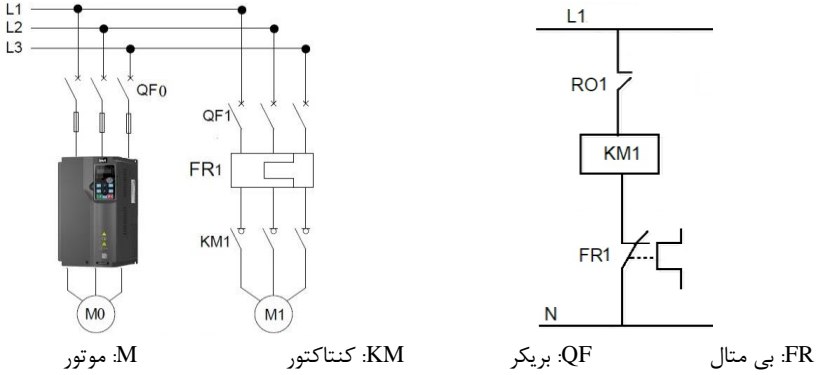 L1
L2
L3
QF0
QF1
FR1
KM1
M0
M1
L1
RO1
KM1
FR1
N
FR: بی متال
QF: بریکر
KM: کنتاکتور
M: موتور